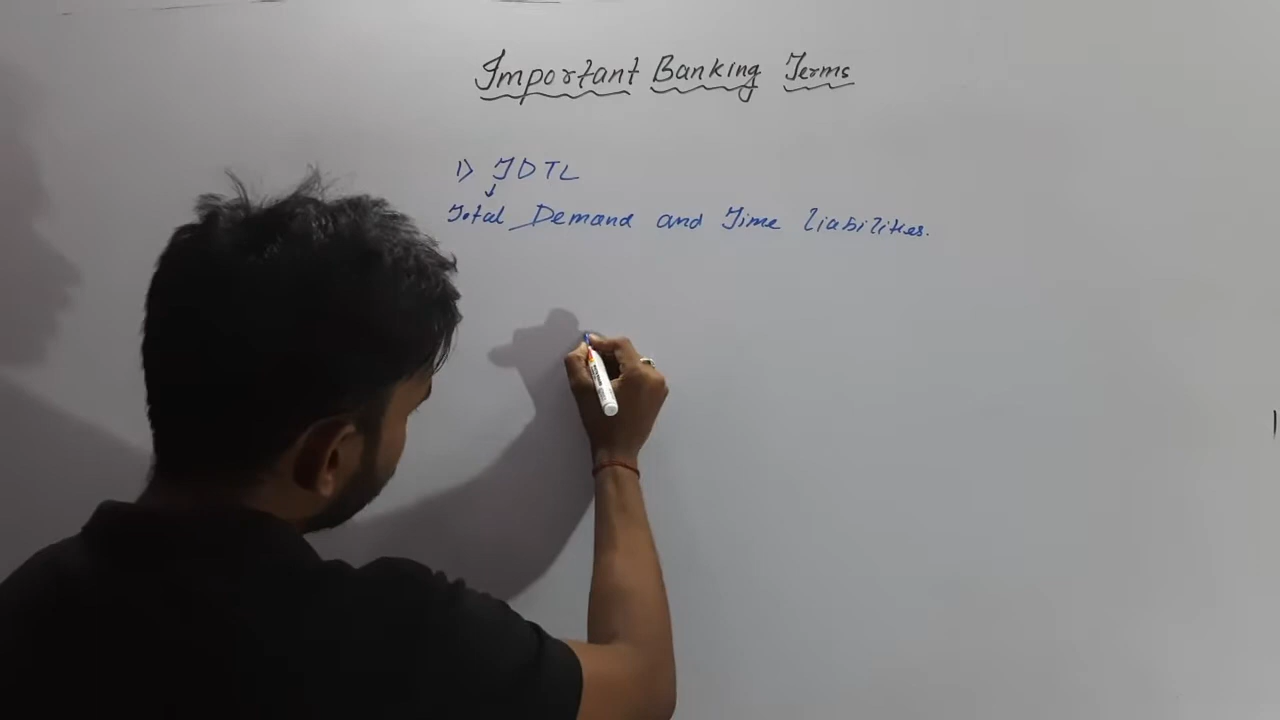 Important Banking Terms
1) TDTL
Total Demand and Time Liabilities.